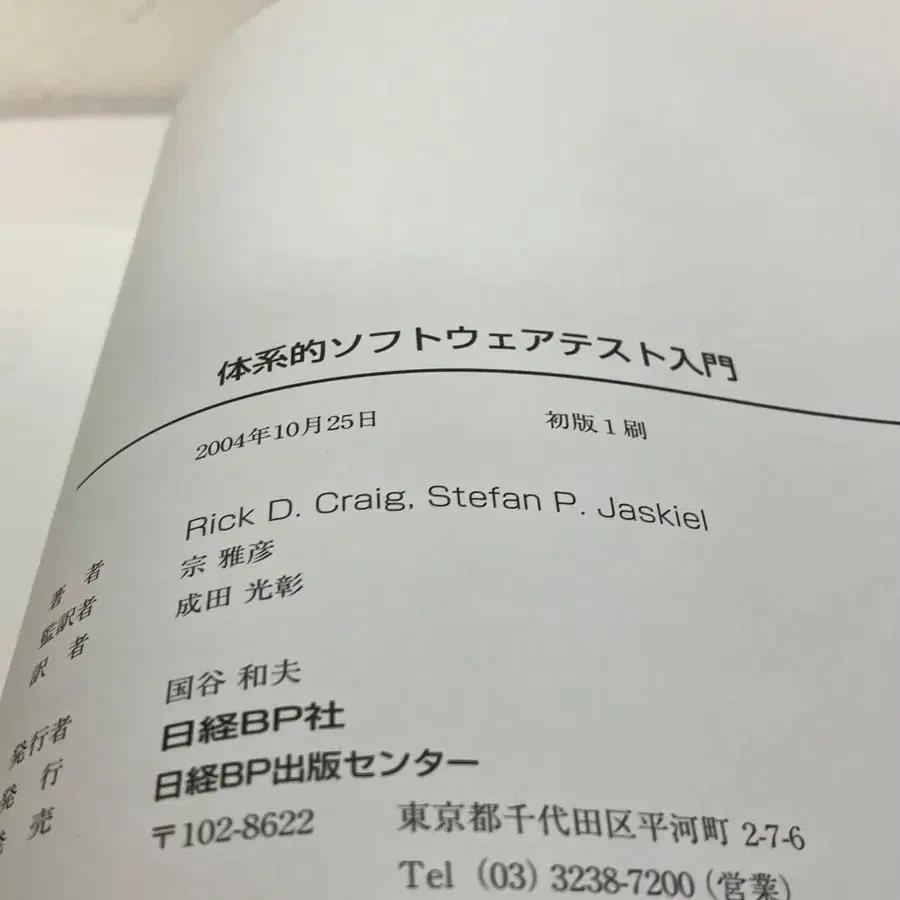 体系的ソフトウェアテスト入門
2004年10月25日 初版1刷
著 者 Rick D. Craig, Stefan P. Jaskiel
監訳者 宗 雅彦
訳 者 成田 光彰
発行者 国谷 和夫
発 行 日経BP社
発 売 日経BP出版センター
〒102-8622 東京都千代田区平河町 2-7-6
Tel (03) 3238-7200 (営業)